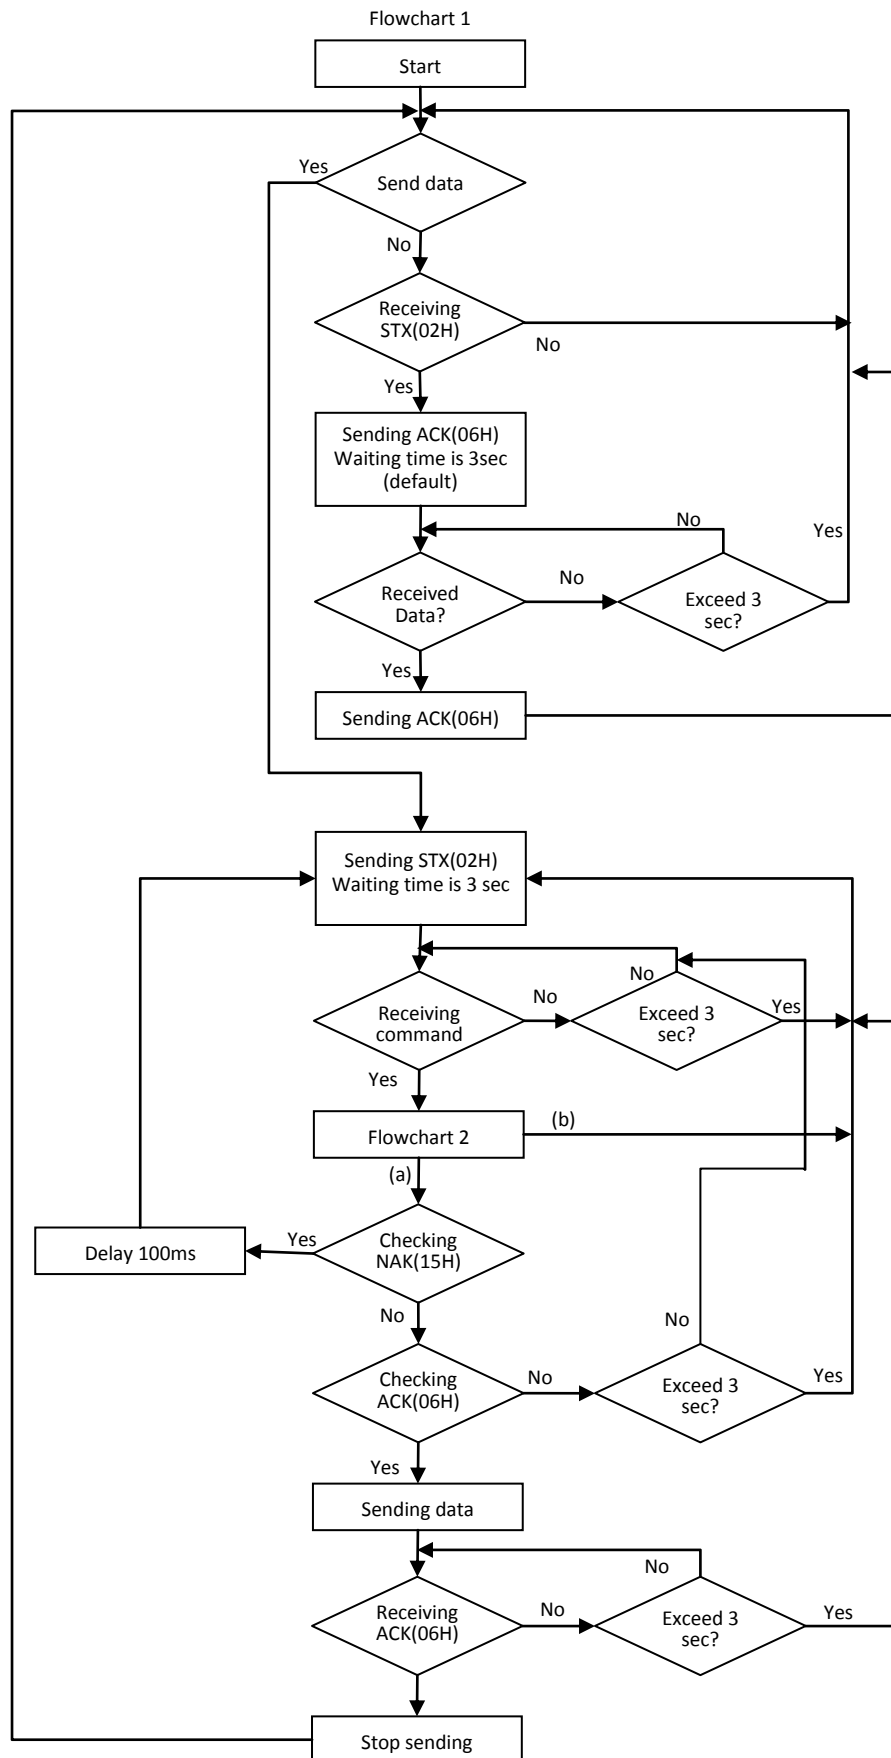 Flowchart 1
Start
Yes
Send data
No
Receiving
STX(02H)
No
Yes
Sending ACK(06H)
Waiting time is 3sec
(default)
No
Yes
Received
Data?
No
Exceed 3
sec?
Yes
Sending ACK(06H)
Sending STX(02H)
Waiting time is 3 sec
No
Receiving
command
No
Exceed 3
sec?
Yes
Yes
Flowchart 2
(b)
(a)
Delay 100ms
Yes
Checking
NAK(15H)
No
No
Checking
ACK(06H)
No
Exceed 3
sec?
Yes
Yes
Sending data
No
Receiving
ACK(06H)
No
Exceed 3
sec?
Yes
Stop sending